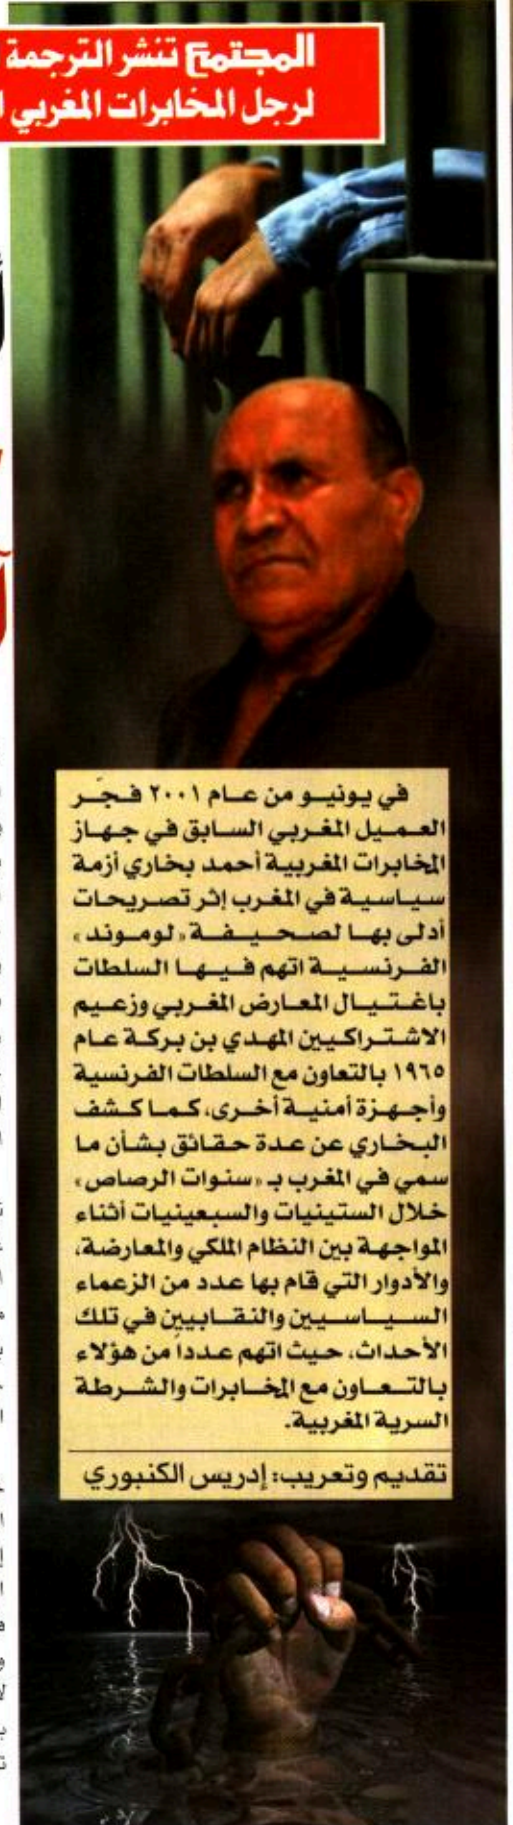 المجتمع تنشر الترجمة
لرجل المخابرات المغربي
في يونيو من عام ٢٠٠١ فجّر
العميل المغربي السابق في جهاز
المخابرات المغربية أحمد بخاري أزمة
سياسية في المغرب إثر تصريحات
أدلى بها لصحيفة «لوموند»
الفرنسية اتهم فيها السلطات
باغتيال المعارض المغربي وزعيم
الاشتراكيين المهدي بن بركة عام
١٩٦٥ بالتعاون مع السلطات الفرنسية
وأجهزة أمنية أخرى، كما كشف
البخاري عن عدة حقائق بشأن ما
سمي في المغرب بـ «سنوات الرصاص»
خلال الستينيات والسبعينيات أثناء
المواجهة بين النظام الملكي والمعارضة،
والأدوار التي قام بها عدد من الزعماء
السياسيين والنقابيين في تلك
الأحداث، حيث اتهم عدداً من هؤلاء
بالتعاون مع المخابرات والشرطة
السرية المغربية.
تقديم وتعريب: إدريس الكنبوري